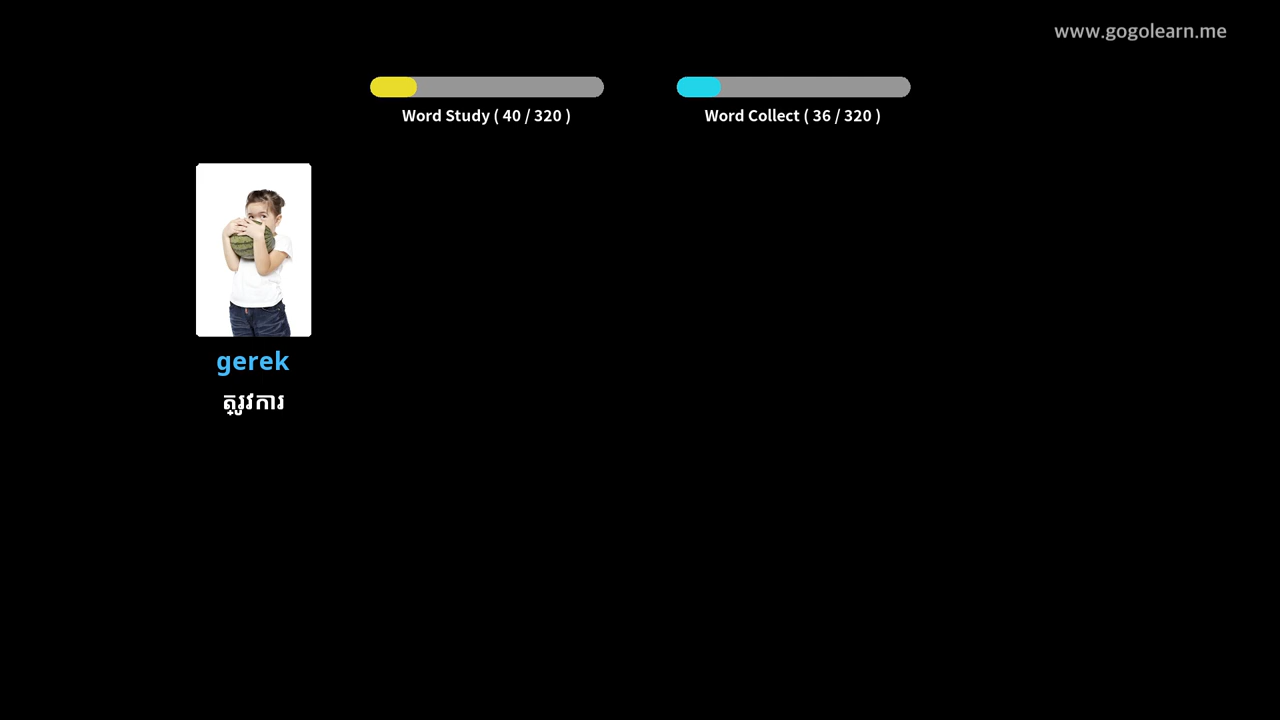 www.gogolearn.me
Word Study ( 40 / 320 )
Word Collect ( 36 / 320 )
gerek
ត្រូវការ